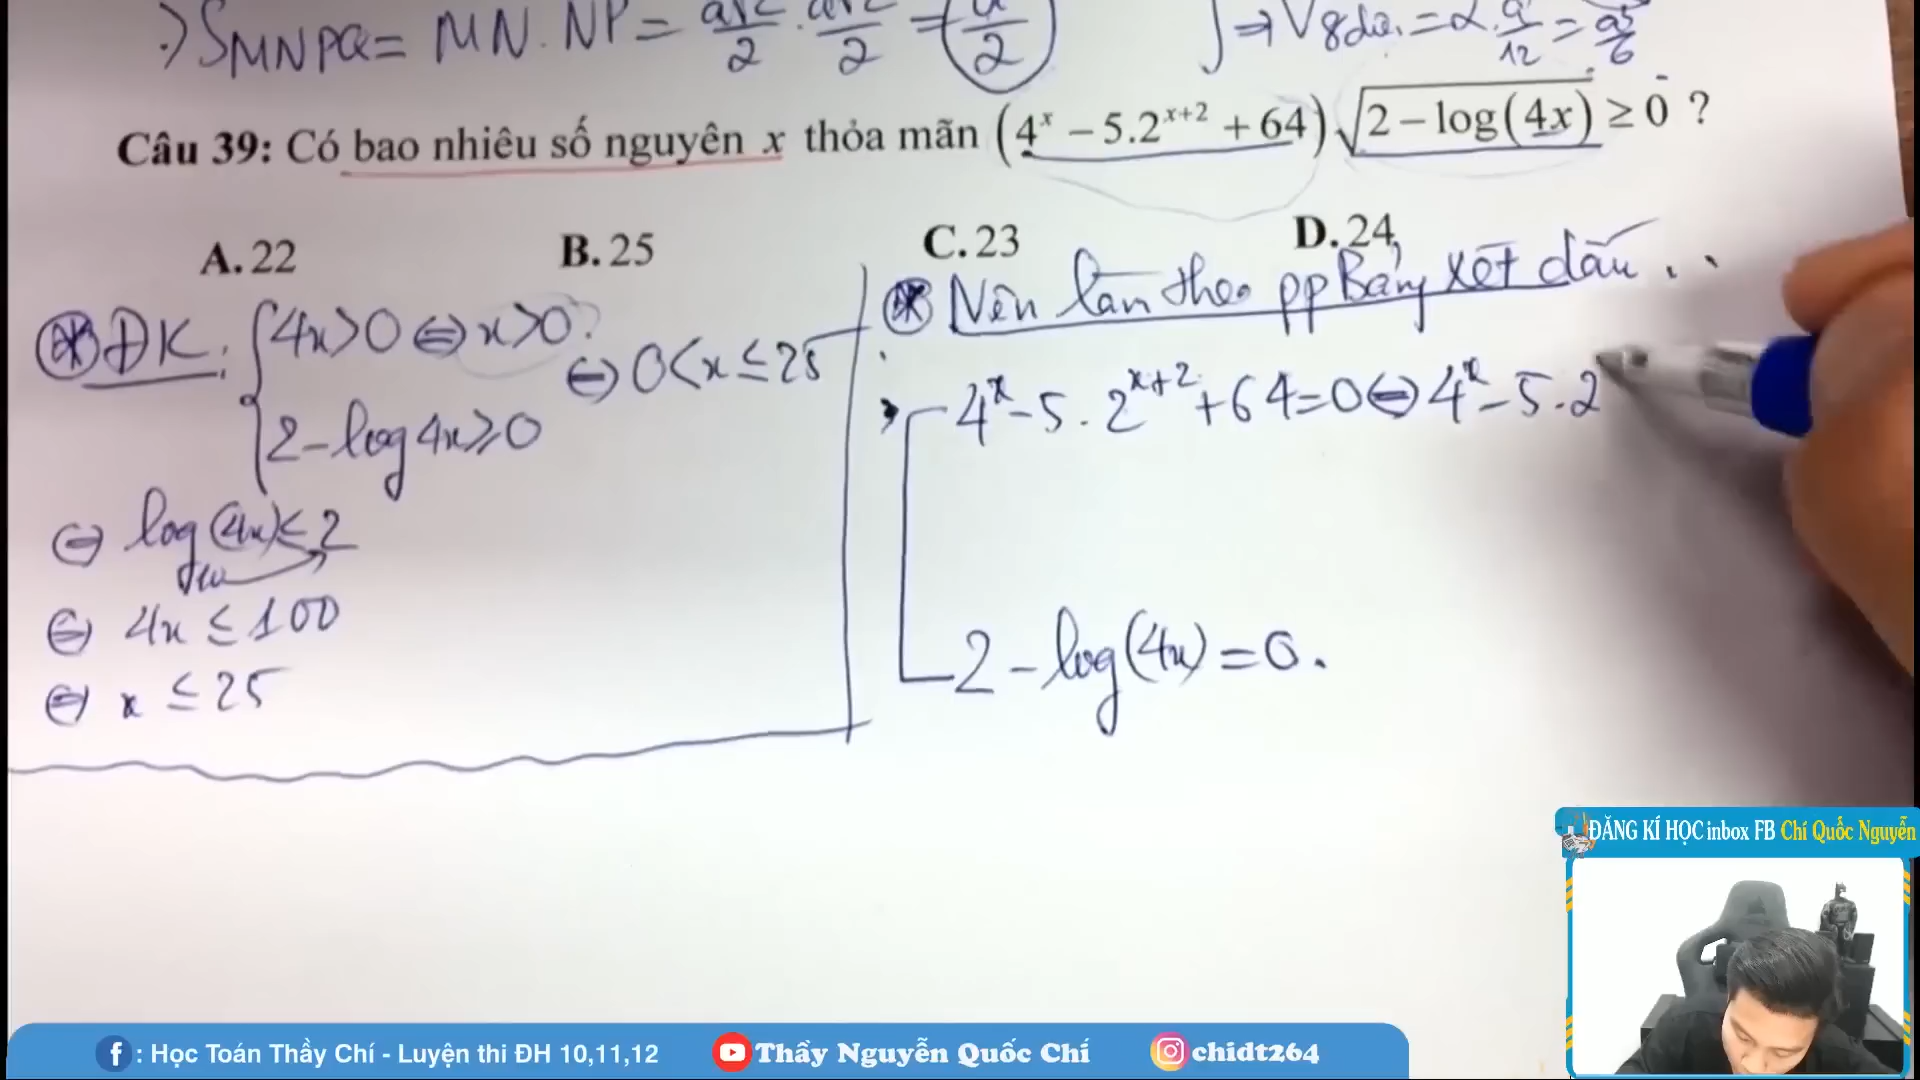 S_MNPQ = MN . NP = a√2/2 . a√2/2 = a²/2
⇒ V 8diện = 2 . /12 = a³/6
Câu 39: Có bao nhiêu số nguyên x thỏa mãn (4^x − 5.2^(x+2) + 64)√(2 − log(4x)) ≥ 0 ?
A. 22 B. 25 C. 23 D. 24
ĐK: { 4x > 0 ⇔ x > 0
2 − log4x ≥ 0
⇔ 0 < x ≤ 25
⇔ log(4x) ≤ 2
⇔ 4x ≤ 100
⇔ x ≤ 25
Nên làm theo pp Bảng xét dấu . .
4^x − 5 . 2^(x+2) + 64 = 0 ⇔ 4^x − 5 . 2
2 − log(4x) = 0 .
ĐĂNG KÍ HỌC inbox FB Chí Quốc Nguyễn
f : Học Toán Thầy Chí - Luyện thi ĐH 10,11,12 Thầy Nguyễn Quốc Chí chidt264